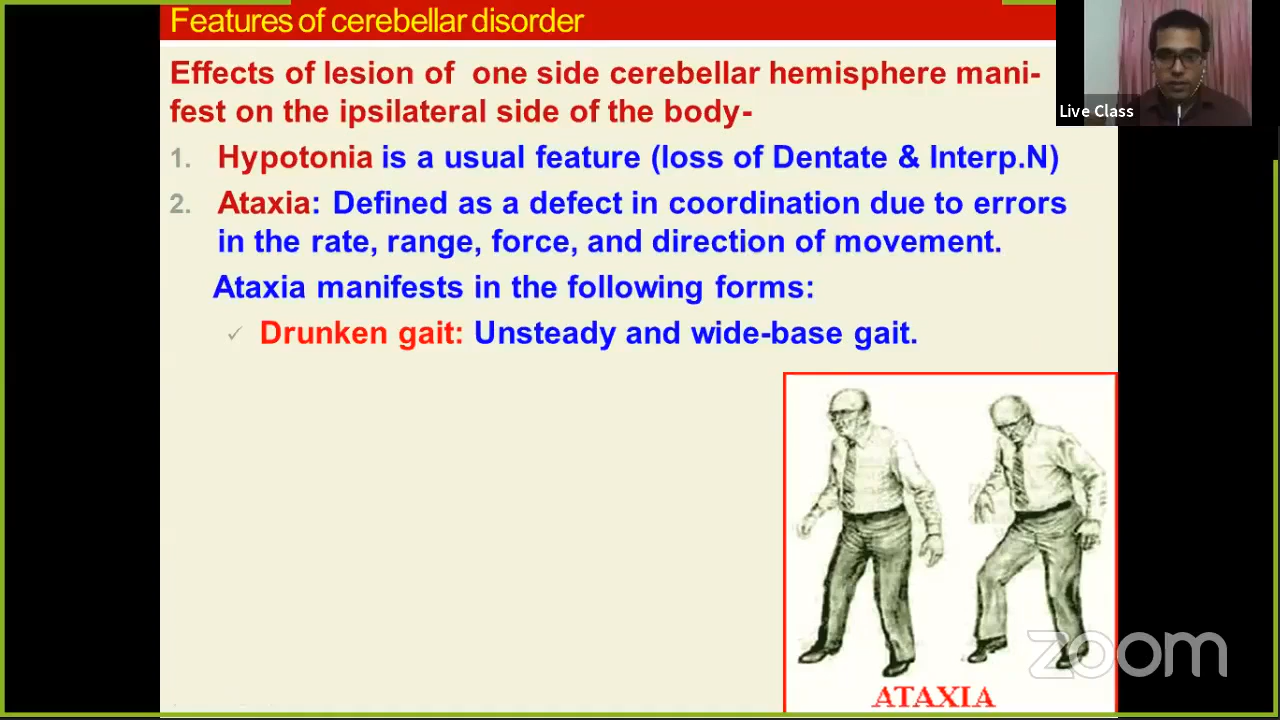 Features of cerebellar disorder
Effects of lesion of one side cerebellar hemisphere mani-
fest on the ipsilateral side of the body-
1. Hypotonia is a usual feature (loss of Dentate & Interp.N)
2. Ataxia: Defined as a defect in coordination due to errors
in the rate, range, force, and direction of movement.
Ataxia manifests in the following forms:
✓ Drunken gait: Unsteady and wide-base gait.
Live Class
ATAXIA
zoom